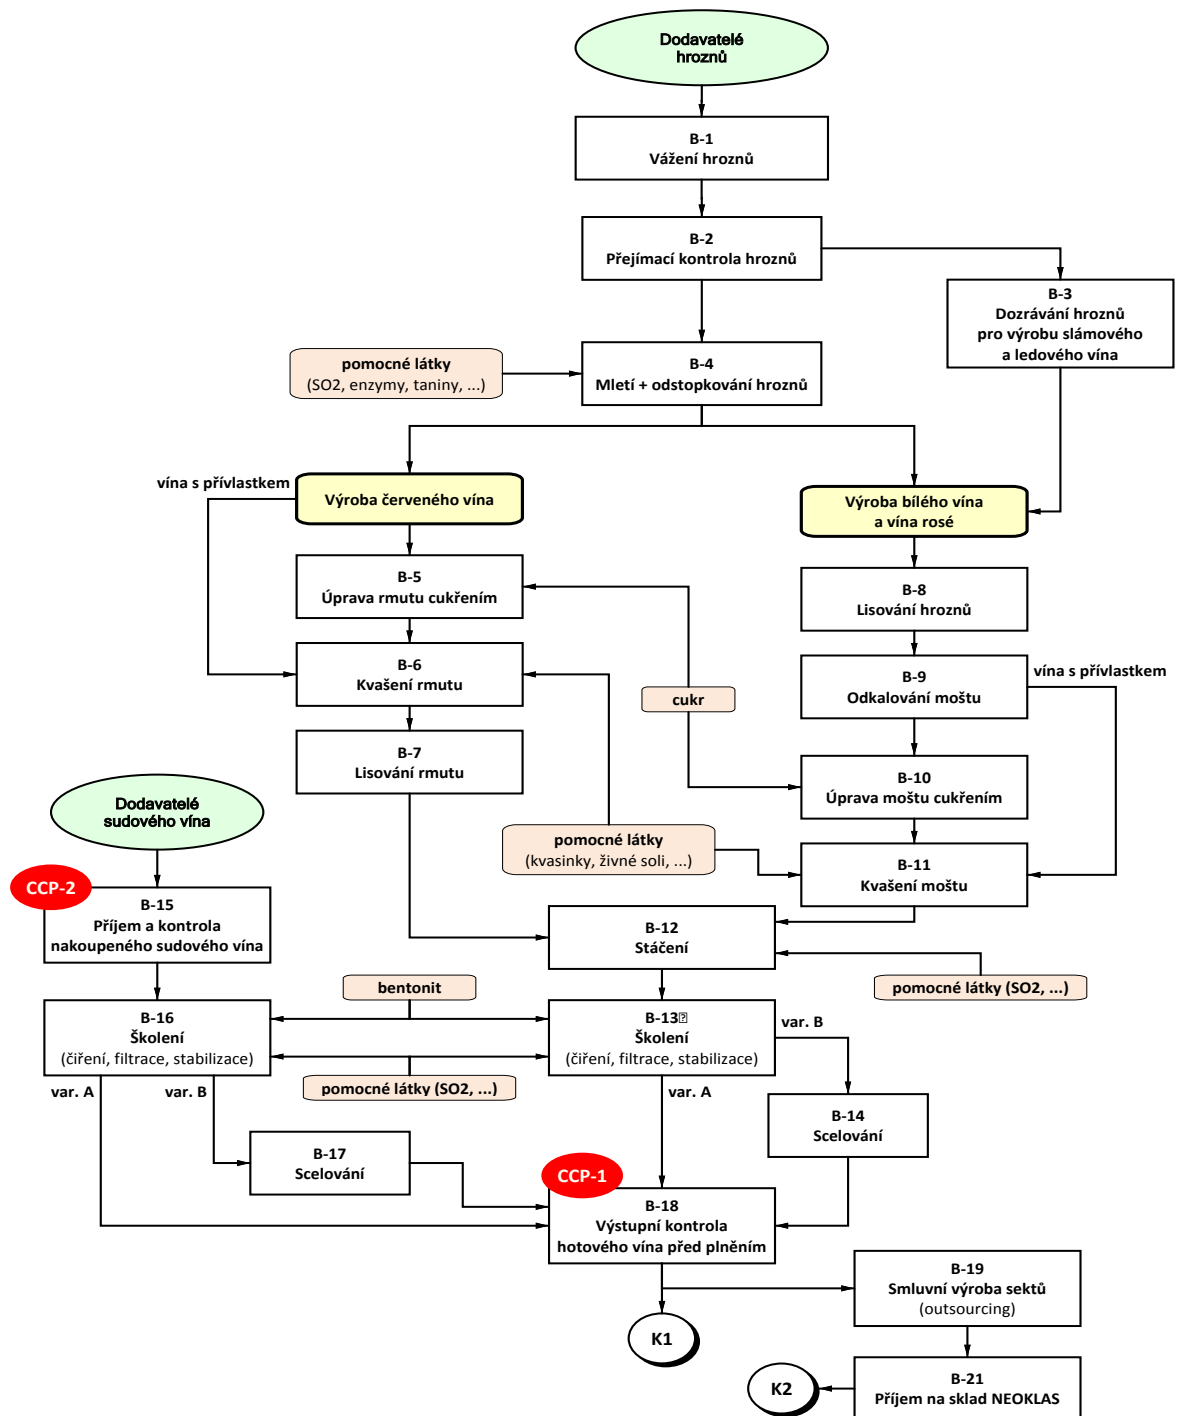 Dodavatelé
hroznů
B-1
Vážení hroznů
B-2
Přejímací kontrola hroznů
B-3
Dozrávání hroznů
pro výrobu slámového
a ledového vína
pomocné látky
(SO2, enzymy, taniny, ...)
B-4
Mletí + odstopkování hroznů
vína s přívlastkem
Výroba červeného vína
Výroba bílého vína
a vína rosé
B-5
Úprava rmutu cukřením
B-8
Lisování hroznů
B-6
Kvašení rmutu
B-9
Odkalování moštu
vína s přívlastkem
cukr
B-7
Lisování rmutu
B-10
Úprava moštu cukřením
Dodavatelé
sudového vína
pomocné látky
(kvasinky, živné soli, ...)
B-11
Kvašení moštu
CCP-2
B-15
Příjem a kontrola
nakoupeného sudového vína
B-12
Stáčení
bentonit
pomocné látky (SO2, ...)
B-16
Školení
(čiření, filtrace, stabilizace)
B-13
Školení
(čiření, filtrace, stabilizace)
var. B
pomocné látky (SO2, ...)
var. A
var. B
var. A
B-14
Scelování
B-17
Scelování
CCP-1
B-18
Výstupní kontrola
hotového vína před plněním
B-19
Smluvní výroba sektů
(outsourcing)
K1
K2
B-21
Příjem na sklad NEOKLAS